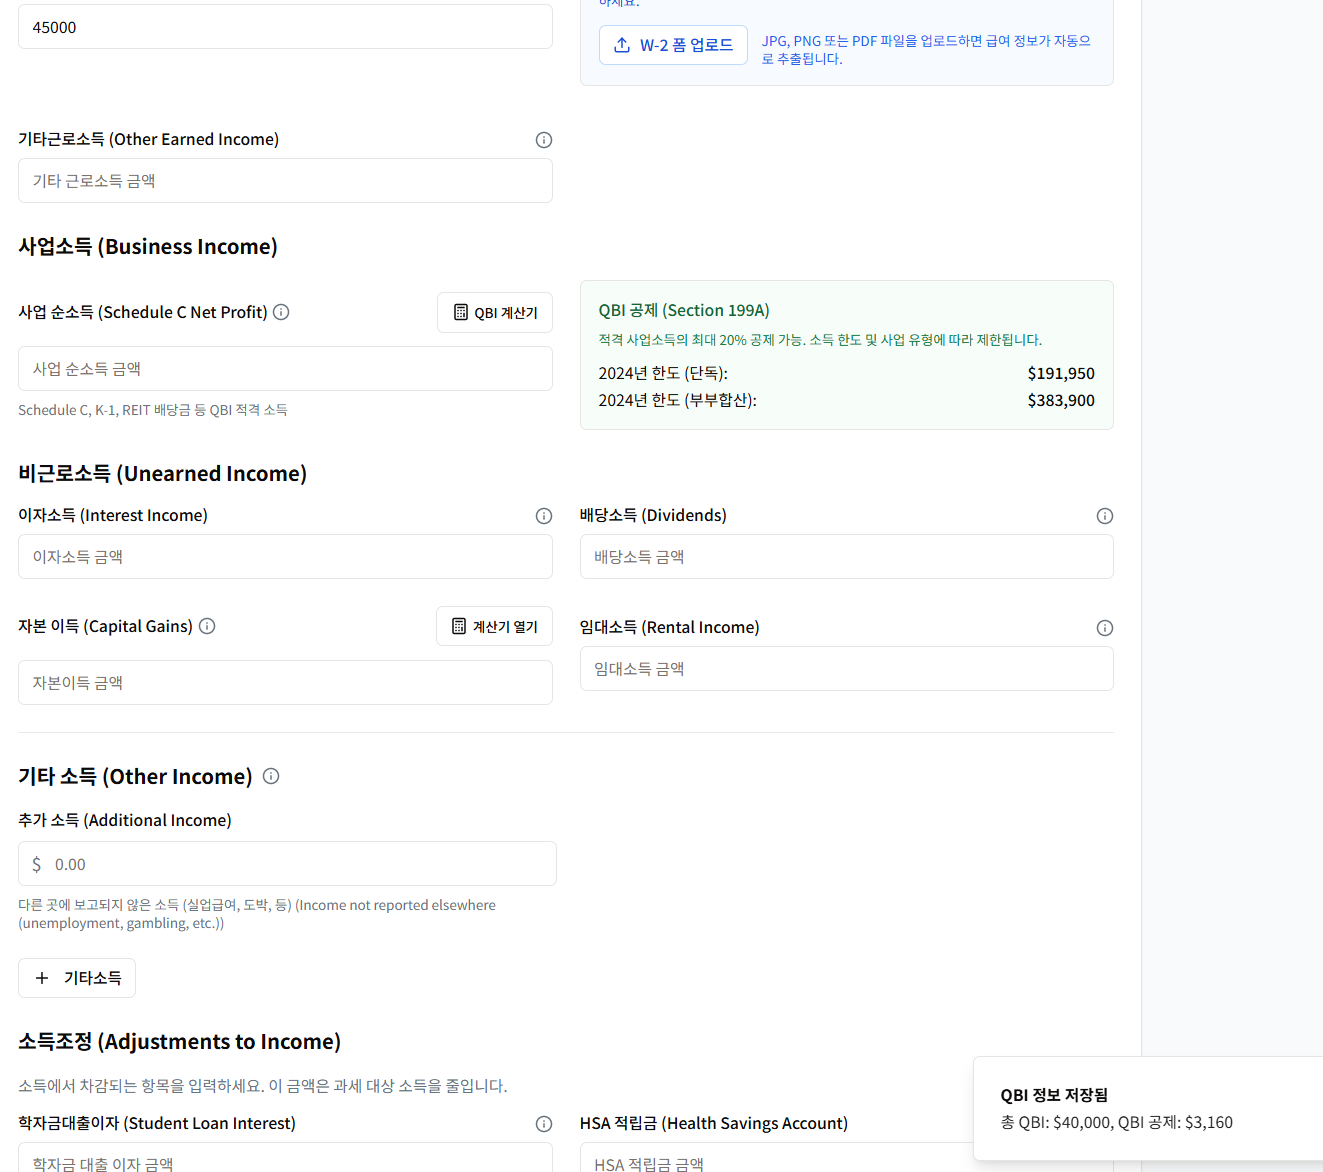 45000
하세요.
W-2 폼 업로드
JPG, PNG 또는 PDF 파일을 업로드하면 급여 정보가 자동으
로 추출됩니다.
기타근로소득 (Other Earned Income)
기타 근로소득 금액
사업소득 (Business Income)
사업 순소득 (Schedule C Net Profit)
QBI 계산기
사업 순소득 금액
Schedule C, K-1, REIT 배당금 등 QBI 적격 소득
QBI 공제 (Section 199A)
적격 사업소득의 최대 20% 공제 가능. 소득 한도 및 사업 유형에 따라 제한됩니다.
2024년 한도 (단독): $191,950
2024년 한도 (부부합산): $383,900
비근로소득 (Unearned Income)
이자소득 (Interest Income)
이자소득 금액
배당소득 (Dividends)
배당소득 금액
자본 이득 (Capital Gains)
계산기 열기
자본이득 금액
임대소득 (Rental Income)
임대소득 금액
기타 소득 (Other Income)
추가 소득 (Additional Income)
$ 0.00
다른 곳에 보고되지 않은 소득 (실업급여, 도박, 등) (Income not reported elsewhere
(unemployment, gambling, etc.))
+ 기타소득
소득조정 (Adjustments to Income)
소득에서 차감되는 항목을 입력하세요. 이 금액은 과세 대상 소득을 줄입니다.
학자금대출이자 (Student Loan Interest)
학자금 대출 이자 금액
HSA 적립금 (Health Savings Account)
HSA 적립금 금액
QBI 정보 저장됨
총 QBI: $40,000, QBI 공제: $3,160